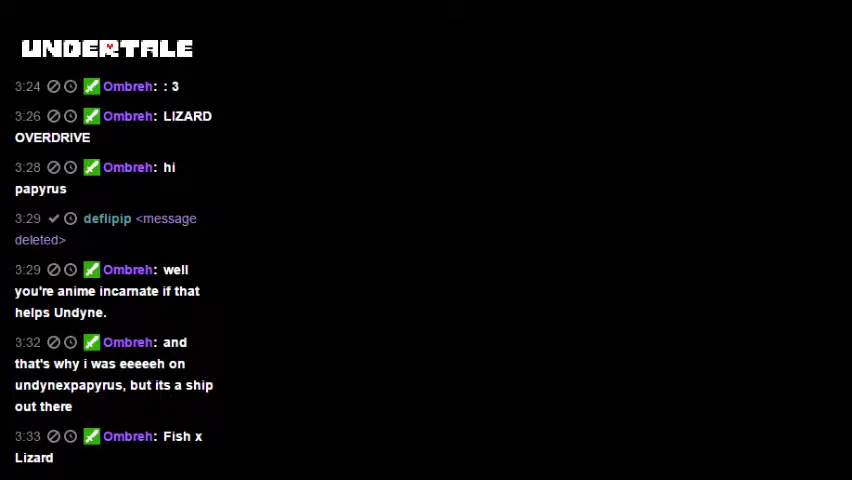 UNDERTALE
3:24 Ombreh: : 3
3:26 Ombreh: LIZARD
OVERDRIVE
3:28 Ombreh: hi
papyrus
3:29 deflipip <message
deleted>
3:29 Ombreh: well
you're anime incarnate if that
helps Undyne.
3:32 Ombreh: and
that's why i was eeeeeh on
undynexpapyrus, but its a ship
out there
3:33 Ombreh: Fish x
Lizard